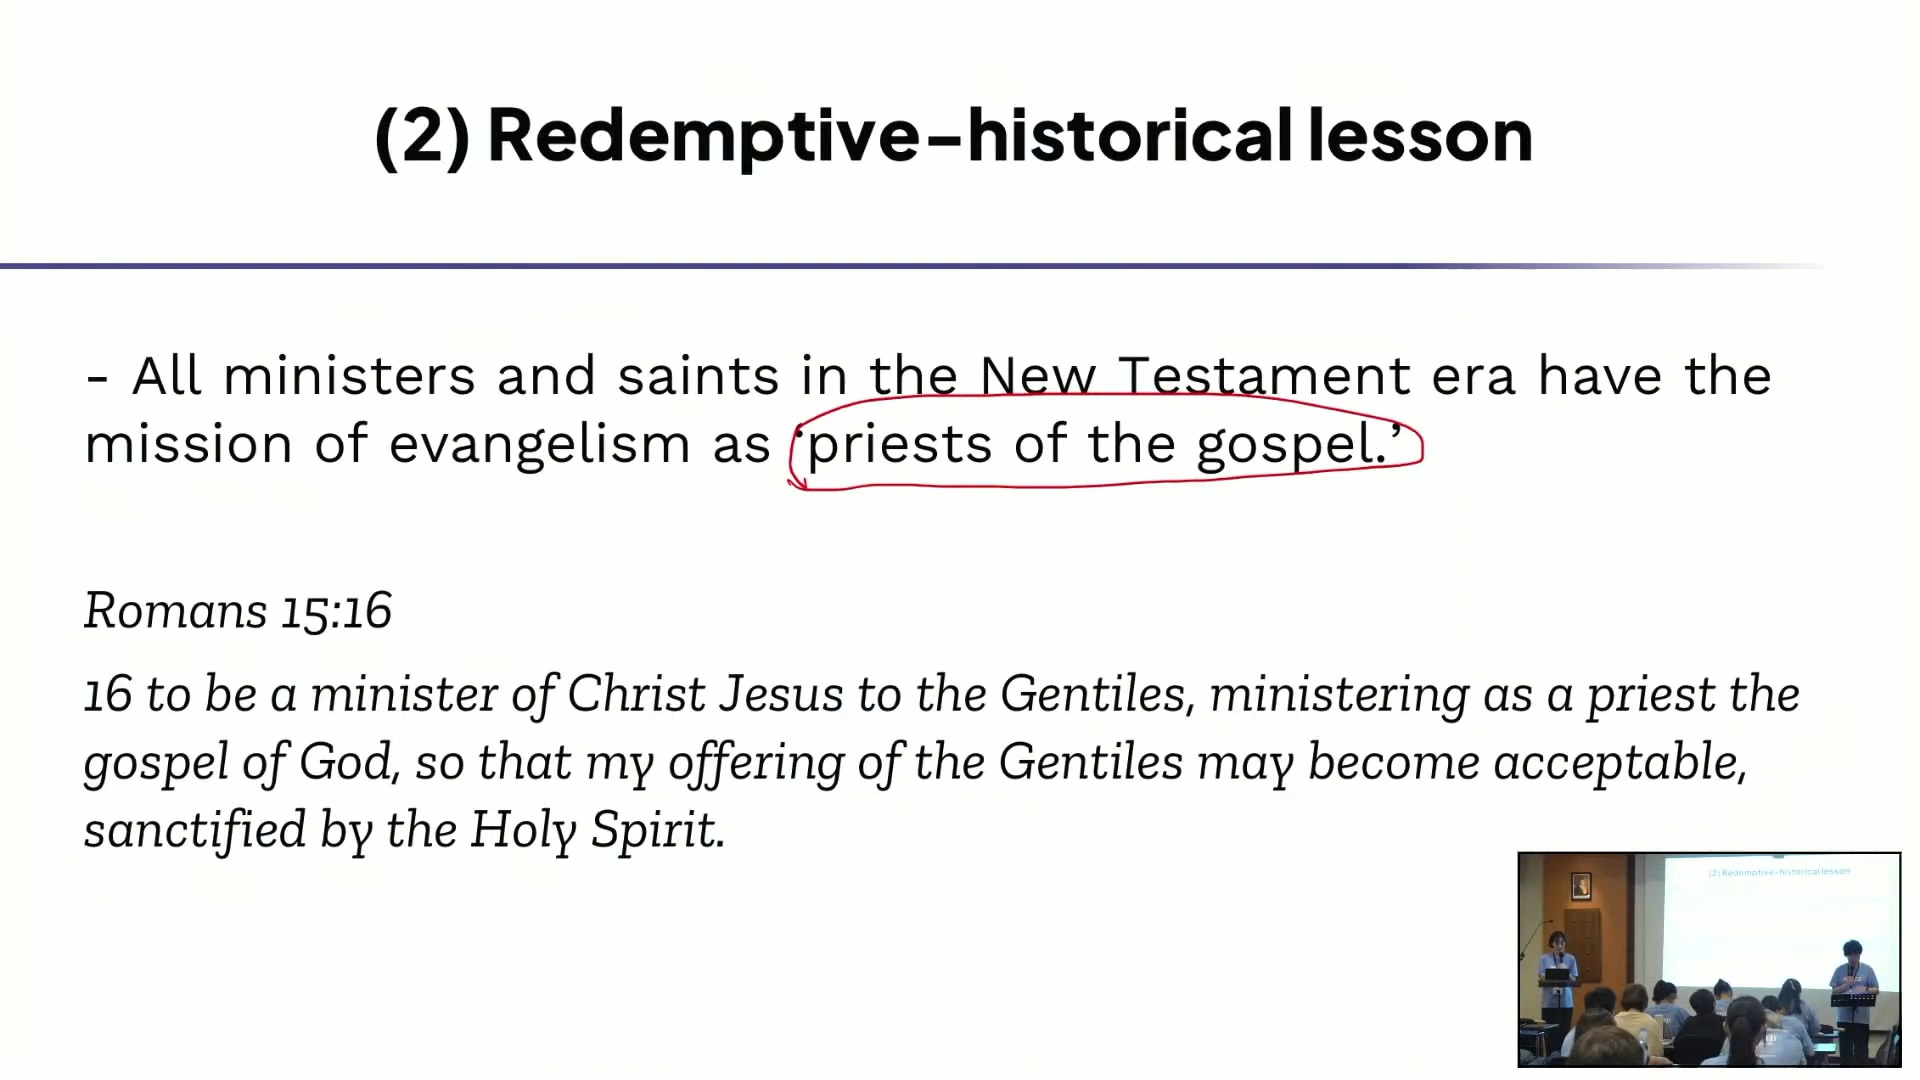 (2) Redemptive-historical lesson
- All ministers and saints in the New Testament era have the
mission of evangelism as ‘priests of the gospel.’
Romans 15:16
16 to be a minister of Christ Jesus to the Gentiles, ministering as a priest the
gospel of God, so that my offering of the Gentiles may become acceptable,
sanctified by the Holy Spirit.
(2) Redemptive-historical lesson